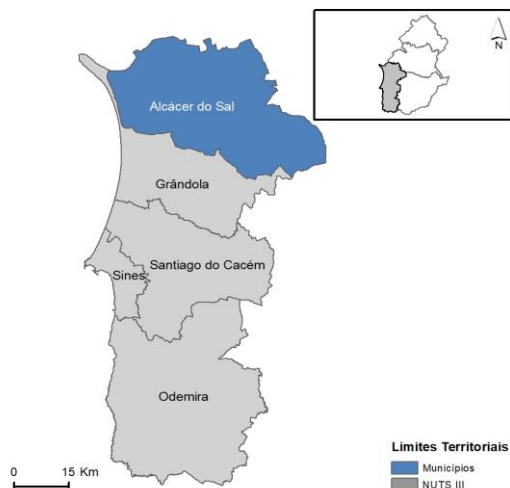 N
Alcácer do Sal
Grândola
Santiago do Cacém
Sines
Odemira
0 15 Km
Limites Territoriais
Municípios
NUTS III